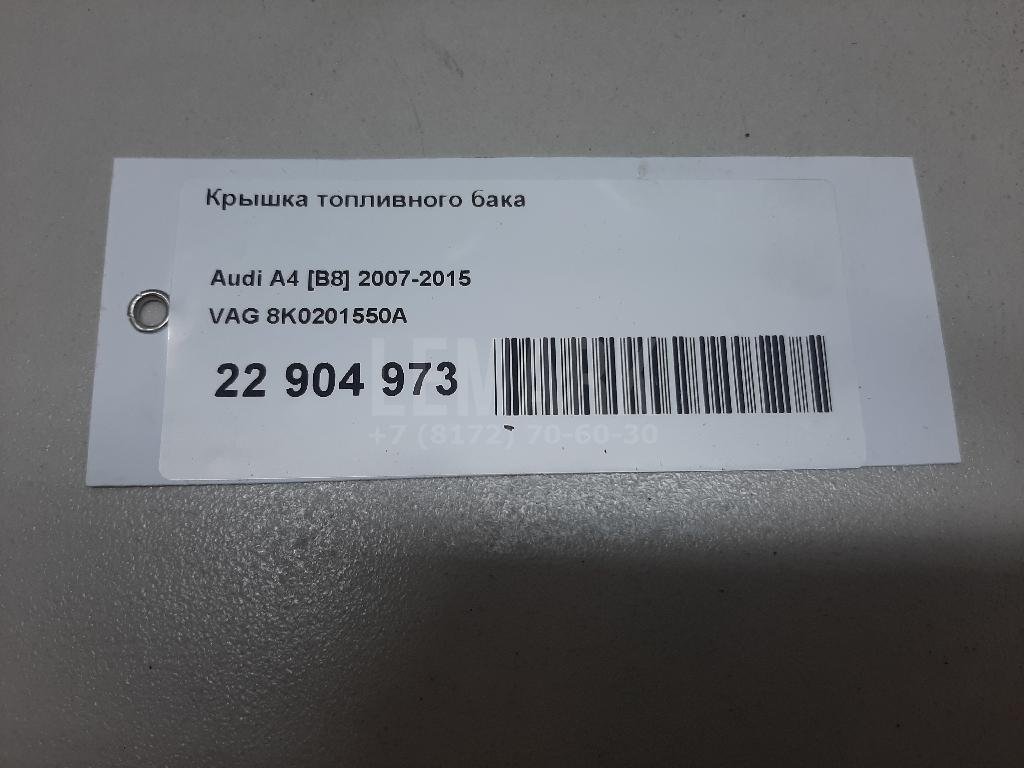 Крышка топливного бака
Audi A4 [B8] 2007-2015
VAG 8K0201550A
22 904 973
+7 (8172) 70-60-30